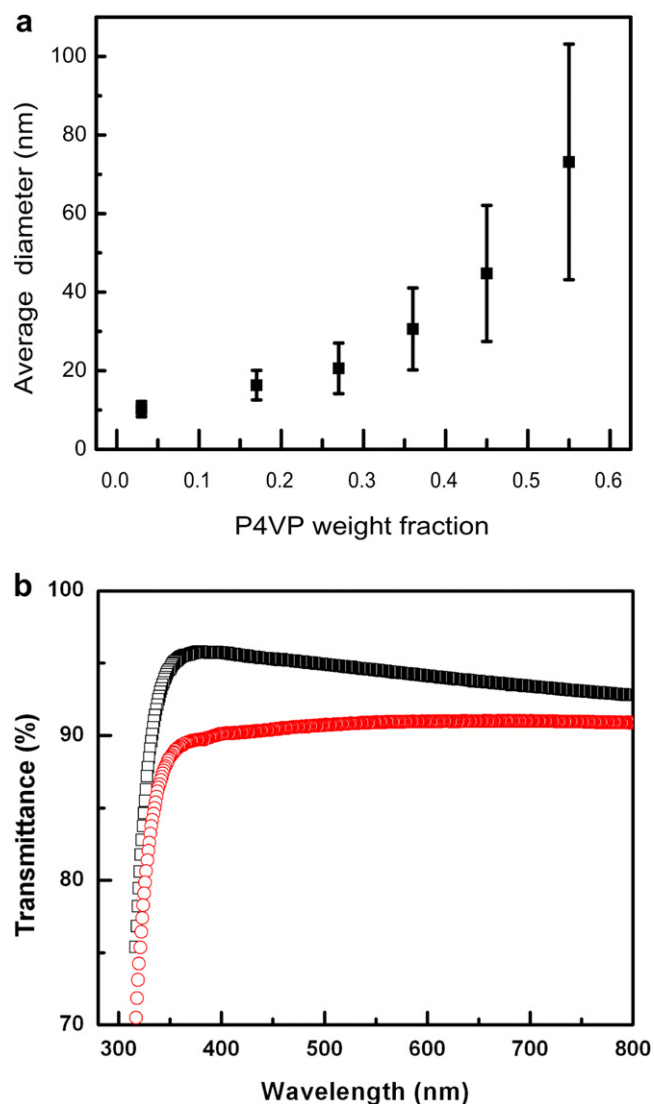 a
100
80
60
40
20
0
Average diameter (nm)
0.0 0.1 0.2 0.3 0.4 0.5 0.6
P4VP weight fraction
b
100
90
80
70
Transmittance (%)
300 400 500 600 700 800
Wavelength (nm)